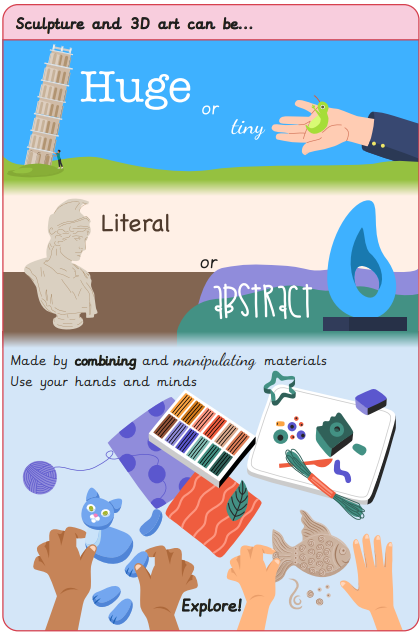 Sculpture and 3D art can be...
Huge
or
tiny
Literal
or
abstract
Made by combining and manipulating materials
Use your hands and minds
Explore!